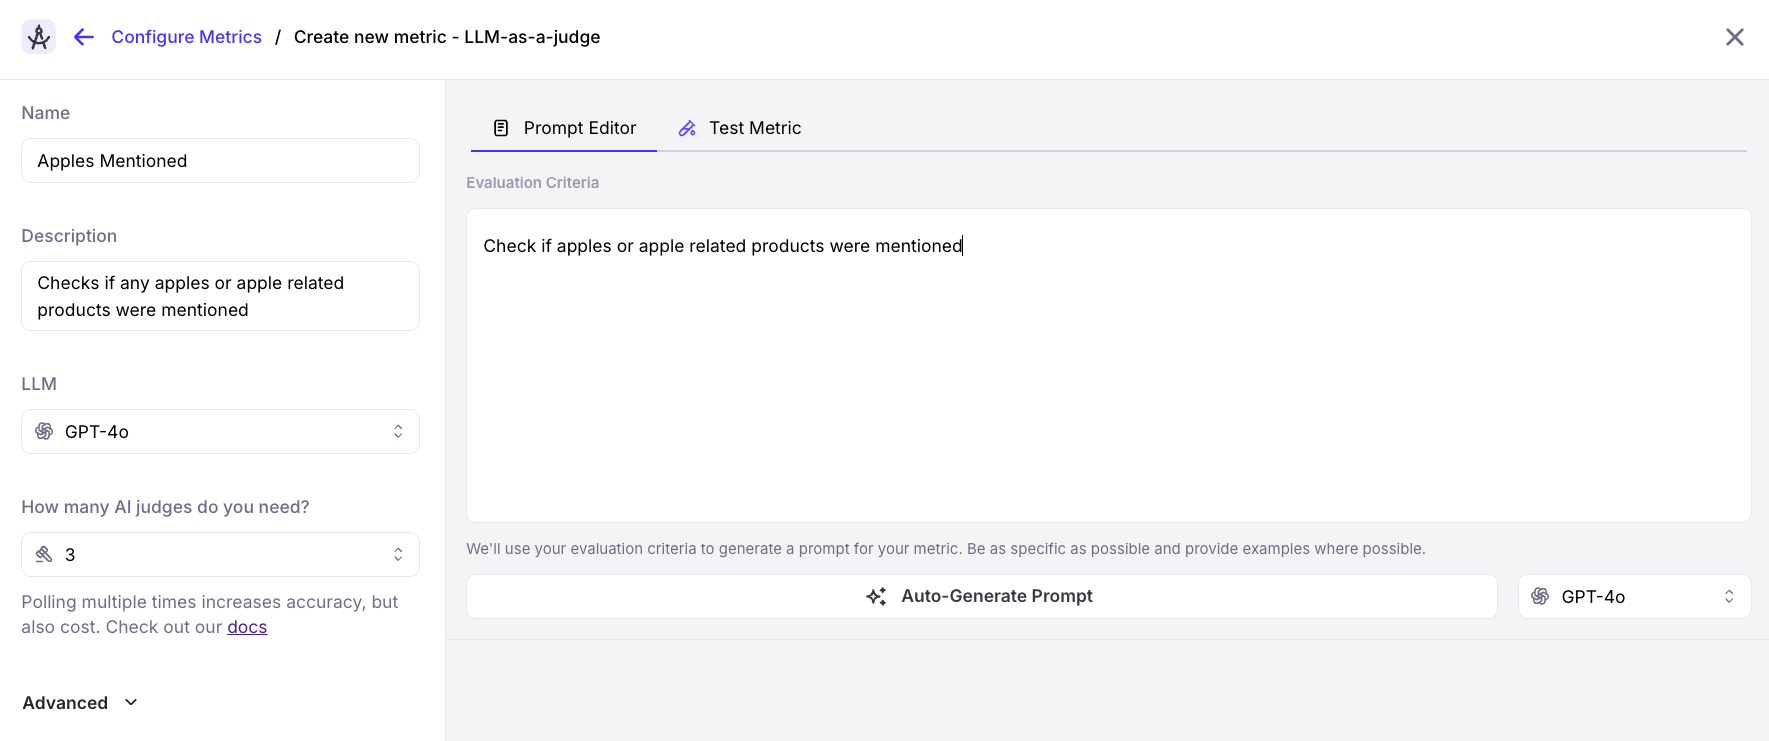 Configure Metrics / Create new metric - LLM-as-a-judge
Name
Apples Mentioned
Description
Checks if any apples or apple related
products were mentioned
LLM
GPT-4o
How many AI judges do you need?
3
Polling multiple times increases accuracy, but
also cost. Check out our docs
Advanced
Prompt Editor
Test Metric
Evaluation Criteria
Check if apples or apple related products were mentioned
We'll use your evaluation criteria to generate a prompt for your metric. Be as specific as possible and provide examples where possible.
Auto-Generate Prompt
GPT-4o